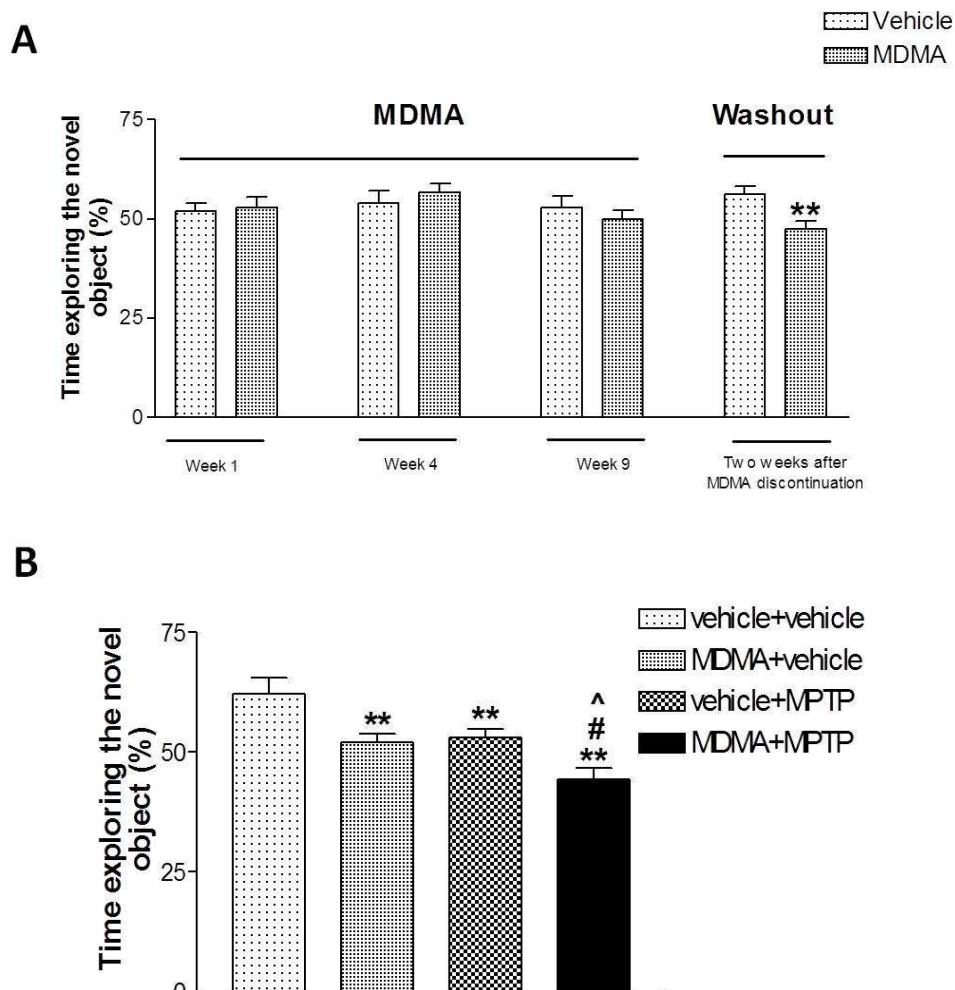 A
Vehicle
MDMA
MDMA
Washout
Time exploring the novel
object (%)
75
50
25
0
**
Week 1
Week 4
Week 9
Two weeks after
MDMA discontinuation
B
Time exploring the novel
object (%)
75
50
25
0
**
**
^
#
**
vehicle+vehicle
MDMA+vehicle
vehicle+MPTP
MDMA+MPTP